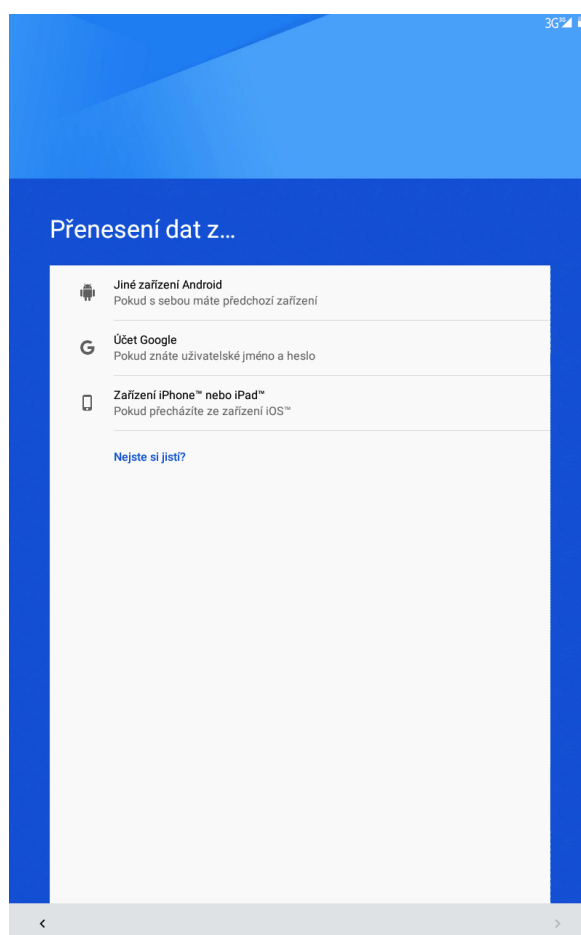 3G 3G
Přenesení dat z...
Jiné zařízení Android
Pokud s sebou máte předchozí zařízení
G
Účet Google
Pokud znáte uživatelské jméno a heslo
Zařízení iPhone™ nebo iPad™
Pokud přecházíte ze zařízení iOS™
Nejste si jistí?